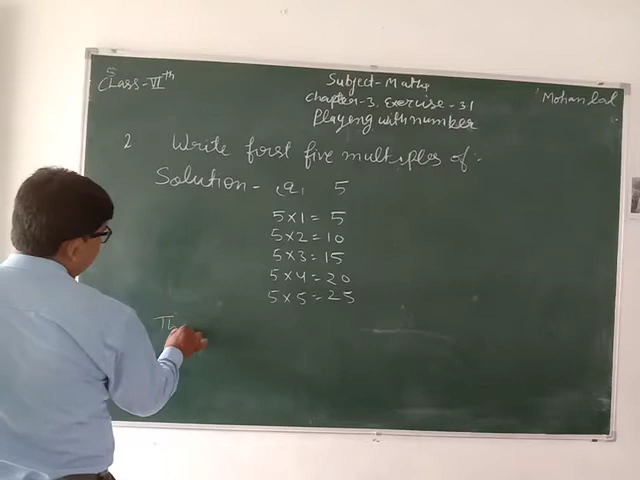 Class-VIth
Subject-Maths
Chapter-3, Exercise-3.1
Playeng with number
Mohan Lal
2 Write first five multiples of:-
Solution- (a) 5
5×1=5
5×2=10
5×3=15
5×4=20
5×5=25